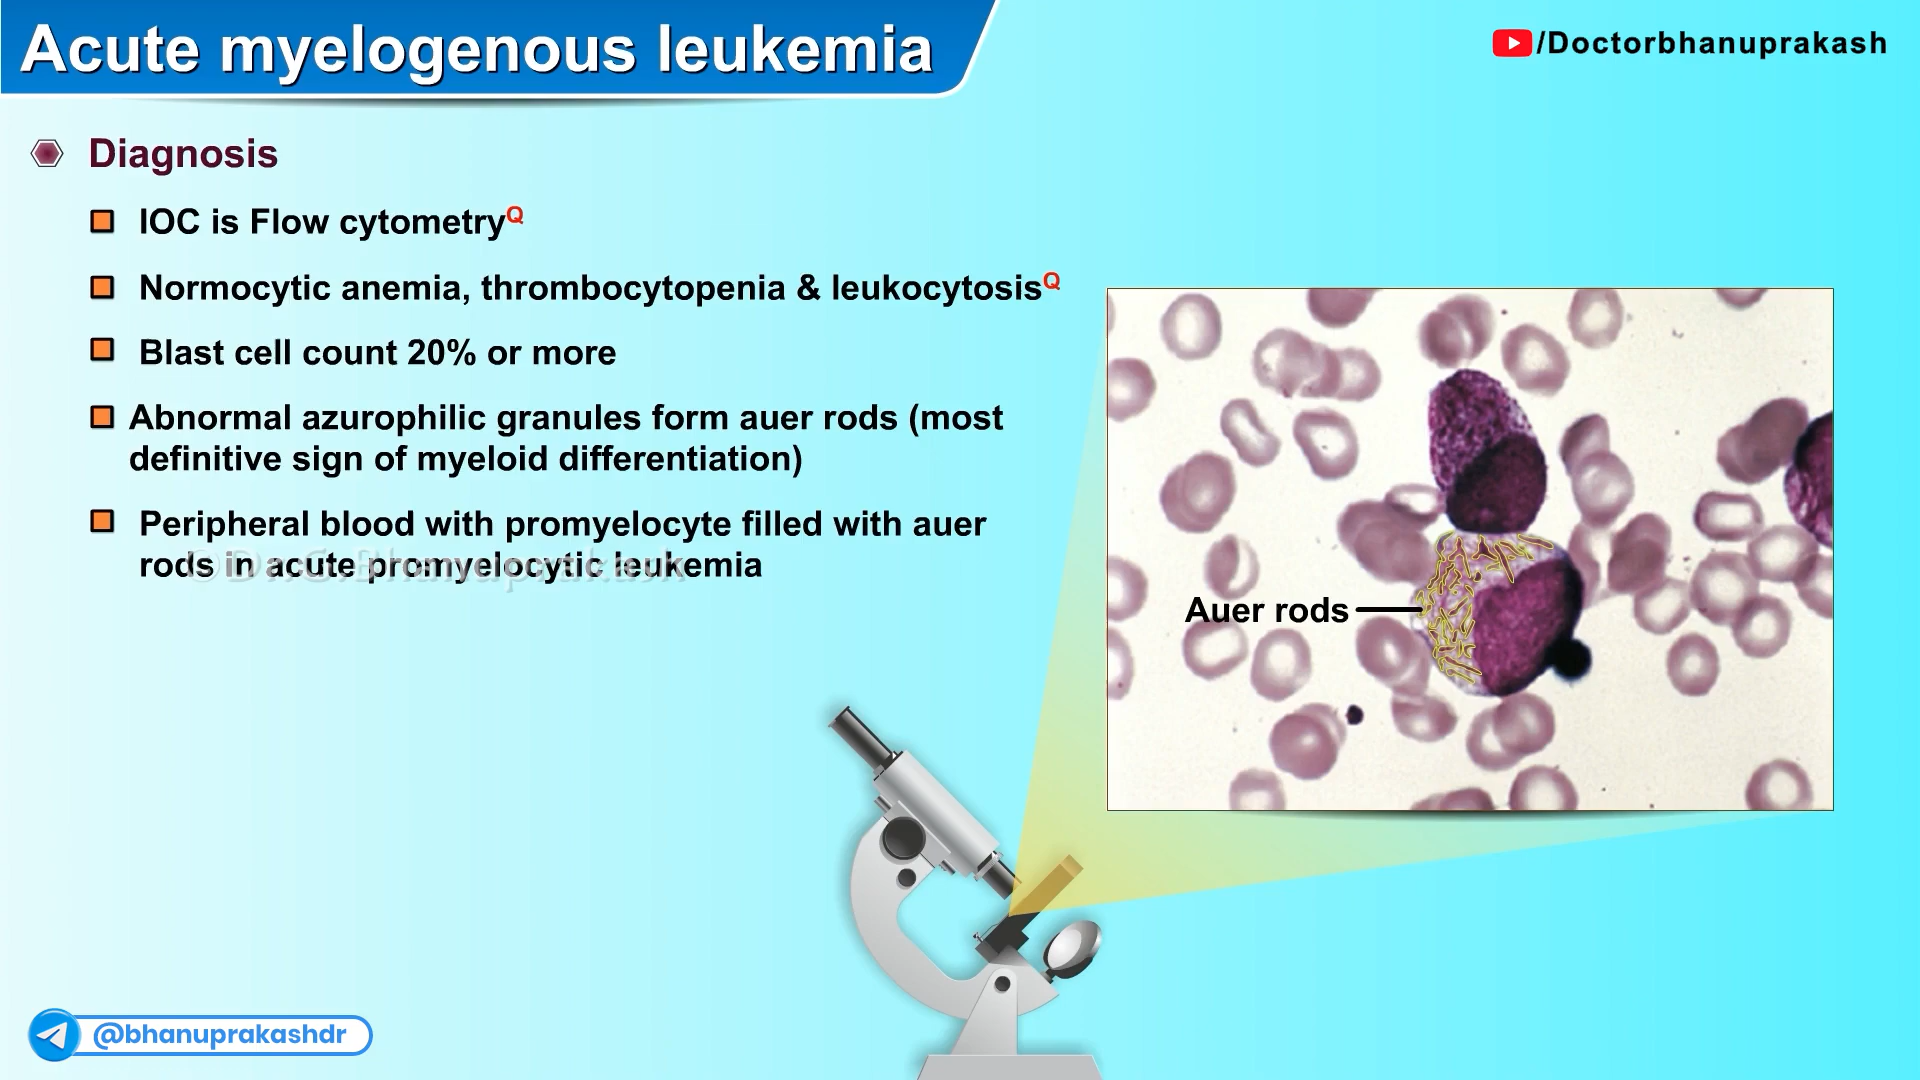 Acute myelogenous leukemia
/Doctorbhanuprakash
Diagnosis
IOC is Flow cytometryQ
Normocytic anemia, thrombocytopenia & leukocytosisQ
Blast cell count 20% or more
Abnormal azurophilic granules form auer rods (most
definitive sign of myeloid differentiation)
Peripheral blood with promyelocyte filled with auer
rods in acute promyelocytic leukemia
©Dr.G.Bhanuprakash
Auer rods
@bhanuprakashdr